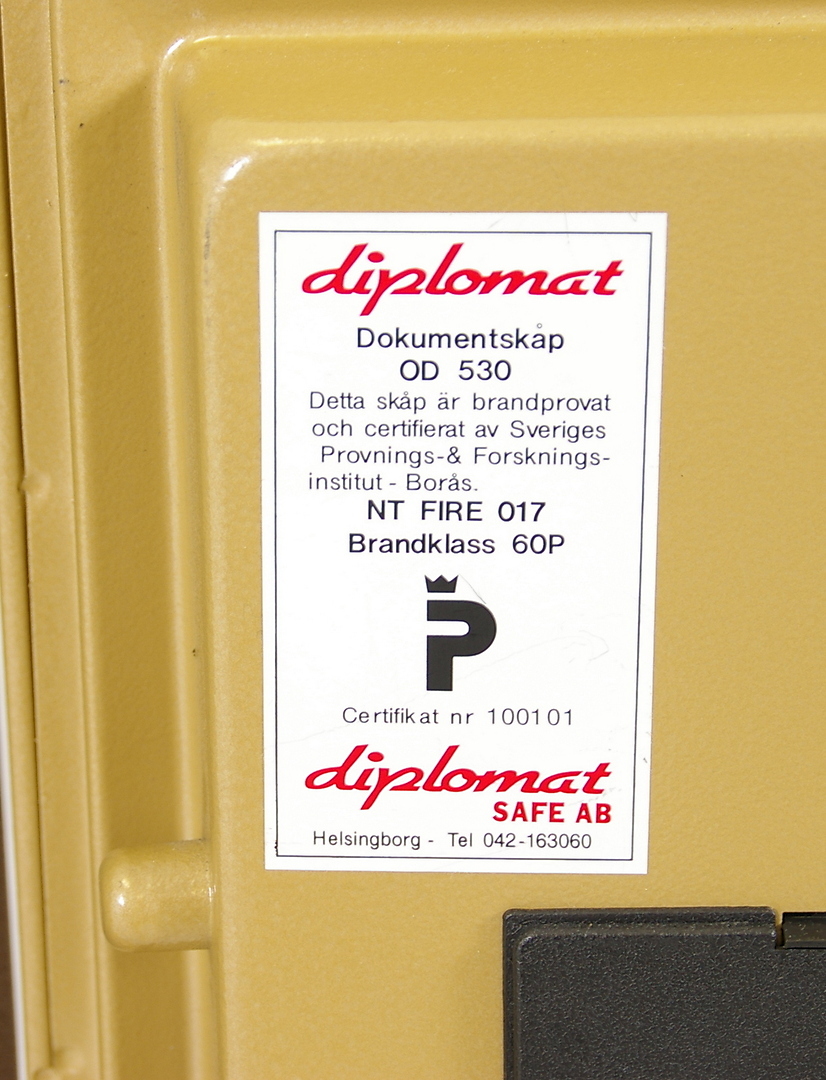 diplomat
Dokumentskåp
OD 530
Detta skåp är brandprovat
och certifierat av Sveriges
Provnings-& Forsknings-
institut - Borås.
NT FIRE 017
Brandklass 60P
P
Certifikat nr 100101
diplomat
SAFE AB
Helsingborg - Tel 042-163060